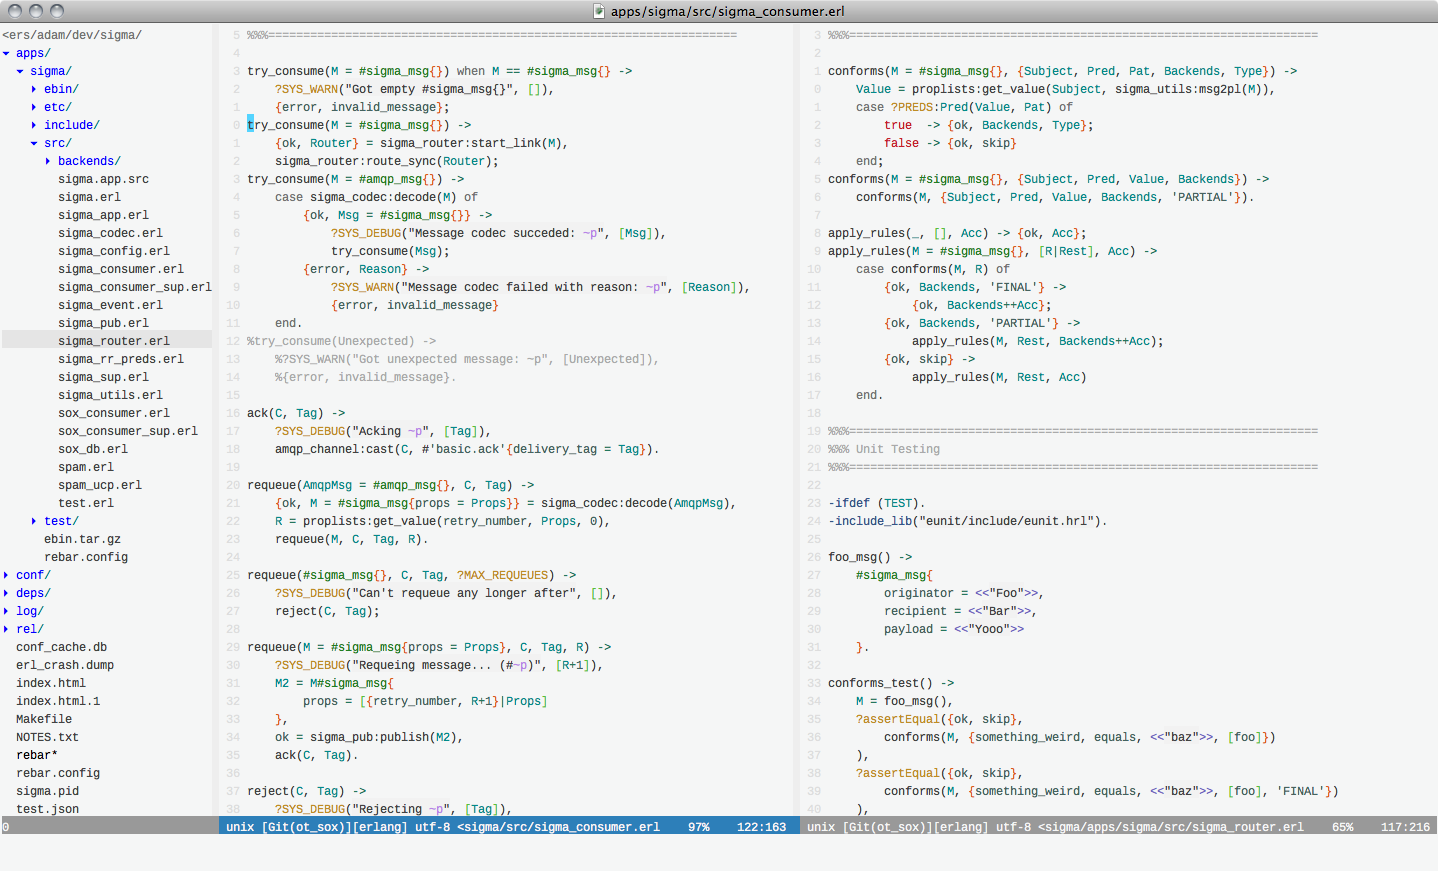 apps/sigma/src/sigma_consumer.erl
<ers/adam/dev/sigma/
apps/
sigma/
ebin/
etc/
include/
src/
backends/
sigma.app.src
sigma.erl
sigma_app.erl
sigma_codec.erl
sigma_config.erl
sigma_consumer.erl
sigma_consumer_sup.erl
sigma_event.erl
sigma_pub.erl
sigma_router.erl
sigma_rr_preds.erl
sigma_sup.erl
sigma_utils.erl
sox_consumer.erl
sox_consumer_sup.erl
sox_db.erl
spam.erl
spam_ucp.erl
test.erl
test/
ebin.tar.gz
rebar.config
conf/
deps/
log/
rel/
conf_cache.db
erl_crash.dump
index.html
index.html.1
Makefile
NOTES.txt
rebar*
rebar.config
sigma.pid
test.json
0
5 %%%===================================================================
4
3 try_consume(M = #sigma_msg{}) when M == #sigma_msg{} ->
2     ?SYS_WARN("Got empty #sigma_msg{}", []),
1     {error, invalid_message};
0 try_consume(M = #sigma_msg{}) ->
1     {ok, Router} = sigma_router:start_link(M),
2     sigma_router:route_sync(Router);
3 try_consume(M = #amqp_msg{}) ->
4     case sigma_codec:decode(M) of
5         {ok, Msg = #sigma_msg{}} ->
6             ?SYS_DEBUG("Message codec succeded: ~p", [Msg]),
7             try_consume(Msg);
8         {error, Reason} ->
9             ?SYS_WARN("Message codec failed with reason: ~p", [Reason]),
10             {error, invalid_message}
11     end.
12 %try_consume(Unexpected) ->
13     %?SYS_WARN("Got unexpected message: ~p", [Unexpected]),
14     %{error, invalid_message}.
15
16 ack(C, Tag) ->
17     ?SYS_DEBUG("Acking ~p", [Tag]),
18     amqp_channel:cast(C, #'basic.ack'{delivery_tag = Tag}).
19
20 requeue(AmqpMsg = #amqp_msg{}, C, Tag) ->
21     {ok, M = #sigma_msg{props = Props}} = sigma_codec:decode(AmqpMsg),
22     R = proplists:get_value(retry_number, Props, 0),
23     requeue(M, C, Tag, R).
24
25 requeue(#sigma_msg{}, C, Tag, ?MAX_REQUEUES) ->
26     ?SYS_DEBUG("Can't requeue any longer after", []),
27     reject(C, Tag);
28
29 requeue(M = #sigma_msg{props = Props}, C, Tag, R) ->
30     ?SYS_DEBUG("Requeing message... (#~p)", [R+1]),
31     M2 = M#sigma_msg{
32         props = [{retry_number, R+1}|Props]
33     },
34     ok = sigma_pub:publish(M2),
35     ack(C, Tag).
36
37 reject(C, Tag) ->
38     ?SYS_DEBUG("Rejecting ~p", [Tag]),
unix [Git(ot_sox)][erlang] utf-8 <sigma/src/sigma_consumer.erl    97%    122:163
3 %%%===================================================================
2
1 conforms(M = #sigma_msg{}, {Subject, Pred, Pat, Backends, Type}) ->
0     Value = proplists:get_value(Subject, sigma_utils:msg2pl(M)),
1     case ?PREDS:Pred(Value, Pat) of
2         true  -> {ok, Backends, Type};
3         false -> {ok, skip}
4     end;
5 conforms(M = #sigma_msg{}, {Subject, Pred, Value, Backends}) ->
6     conforms(M, {Subject, Pred, Value, Backends, 'PARTIAL'}).
7
8 apply_rules(_, [], Acc) -> {ok, Acc};
9 apply_rules(M = #sigma_msg{}, [R|Rest], Acc) ->
10     case conforms(M, R) of
11         {ok, Backends, 'FINAL'} ->
12             {ok, Backends++Acc};
13         {ok, Backends, 'PARTIAL'} ->
14             apply_rules(M, Rest, Backends++Acc);
15         {ok, skip} ->
16             apply_rules(M, Rest, Acc)
17     end.
18
19 %%%===================================================================
20 %%% Unit Testing
21 %%%===================================================================
22
23 -ifdef (TEST).
24 -include_lib("eunit/include/eunit.hrl").
25
26 foo_msg() ->
27     #sigma_msg{
28         originator = <<"Foo">>,
29         recipient = <<"Bar">>,
30         payload = <<"Yooo">>
31     }.
32
33 conforms_test() ->
34     M = foo_msg(),
35     ?assertEqual({ok, skip},
36         conforms(M, {something_weird, equals, <<"baz">>, [foo]})
37     ),
38     ?assertEqual({ok, skip},
39         conforms(M, {something_weird, equals, <<"baz">>, [foo], 'FINAL'})
40     ),
unix [Git(ot_sox)][erlang] utf-8 <sigma/apps/sigma/src/sigma_router.erl    65%    117:216